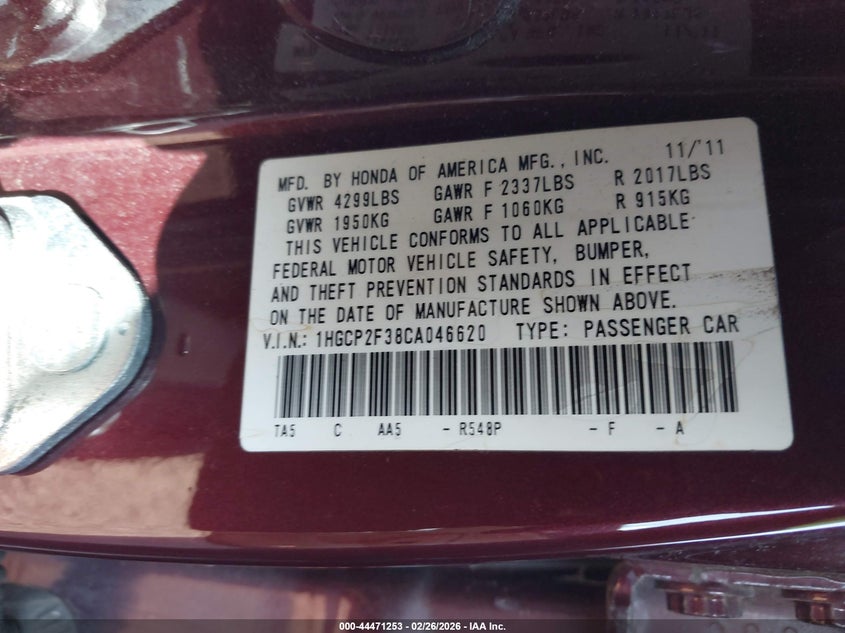 MFD. BY HONDA OF AMERICA MFG., INC. 11/'11
GVWR 4299LBS GAWR F 2337LBS R 2017LBS
GVWR 1950KG GAWR F 1060KG R 915KG
THIS VEHICLE CONFORMS TO ALL APPLICABLE
FEDERAL MOTOR VEHICLE SAFETY, BUMPER,
AND THEFT PREVENTION STANDARDS IN EFFECT
ON THE DATE OF MANUFACTURE SHOWN ABOVE.
V.I.N.: 1HGCP2F38CA046620 TYPE: PASSENGER CAR
TA5 C AA5 - R548P - F - A
000-44471253 | 02/26/2026 - IAA Inc.